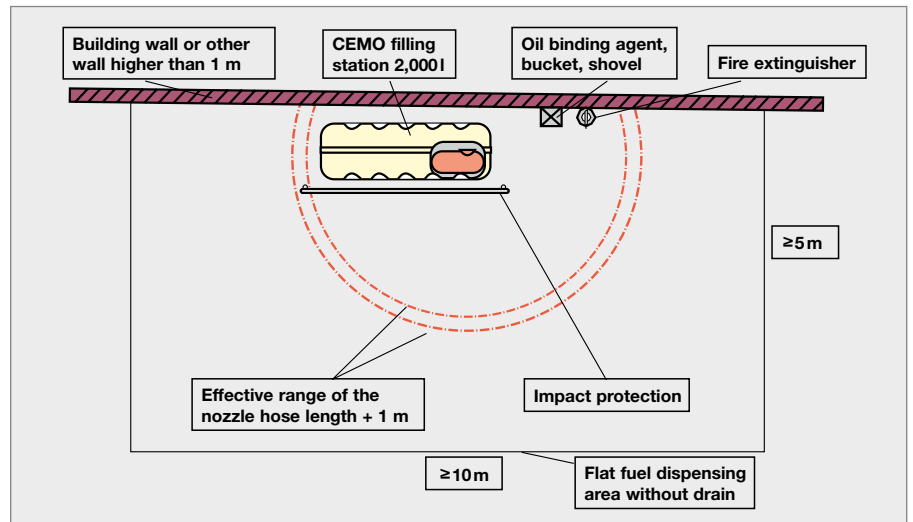 Building wall or other
wall higher than 1 m
CEMO filling
station 2,000 l
Oil binding agent,
bucket, shovel
Fire extinguisher
≥5 m
Effective range of the
nozzle hose length + 1 m
Impact protection
≥10 m
Flat fuel dispensing
area without drain